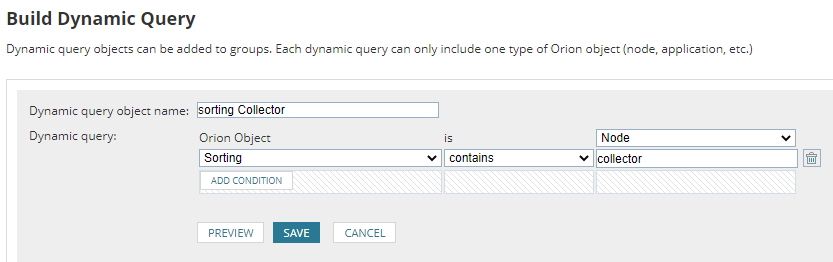 Build Dynamic Query
Dynamic query objects can be added to groups. Each dynamic query can only include one type of Orion object (node, application, etc.)
Dynamic query object name: sorting Collector
Dynamic query: Orion Object is Node
Sorting contains collector
ADD CONDITION
PREVIEW SAVE CANCEL